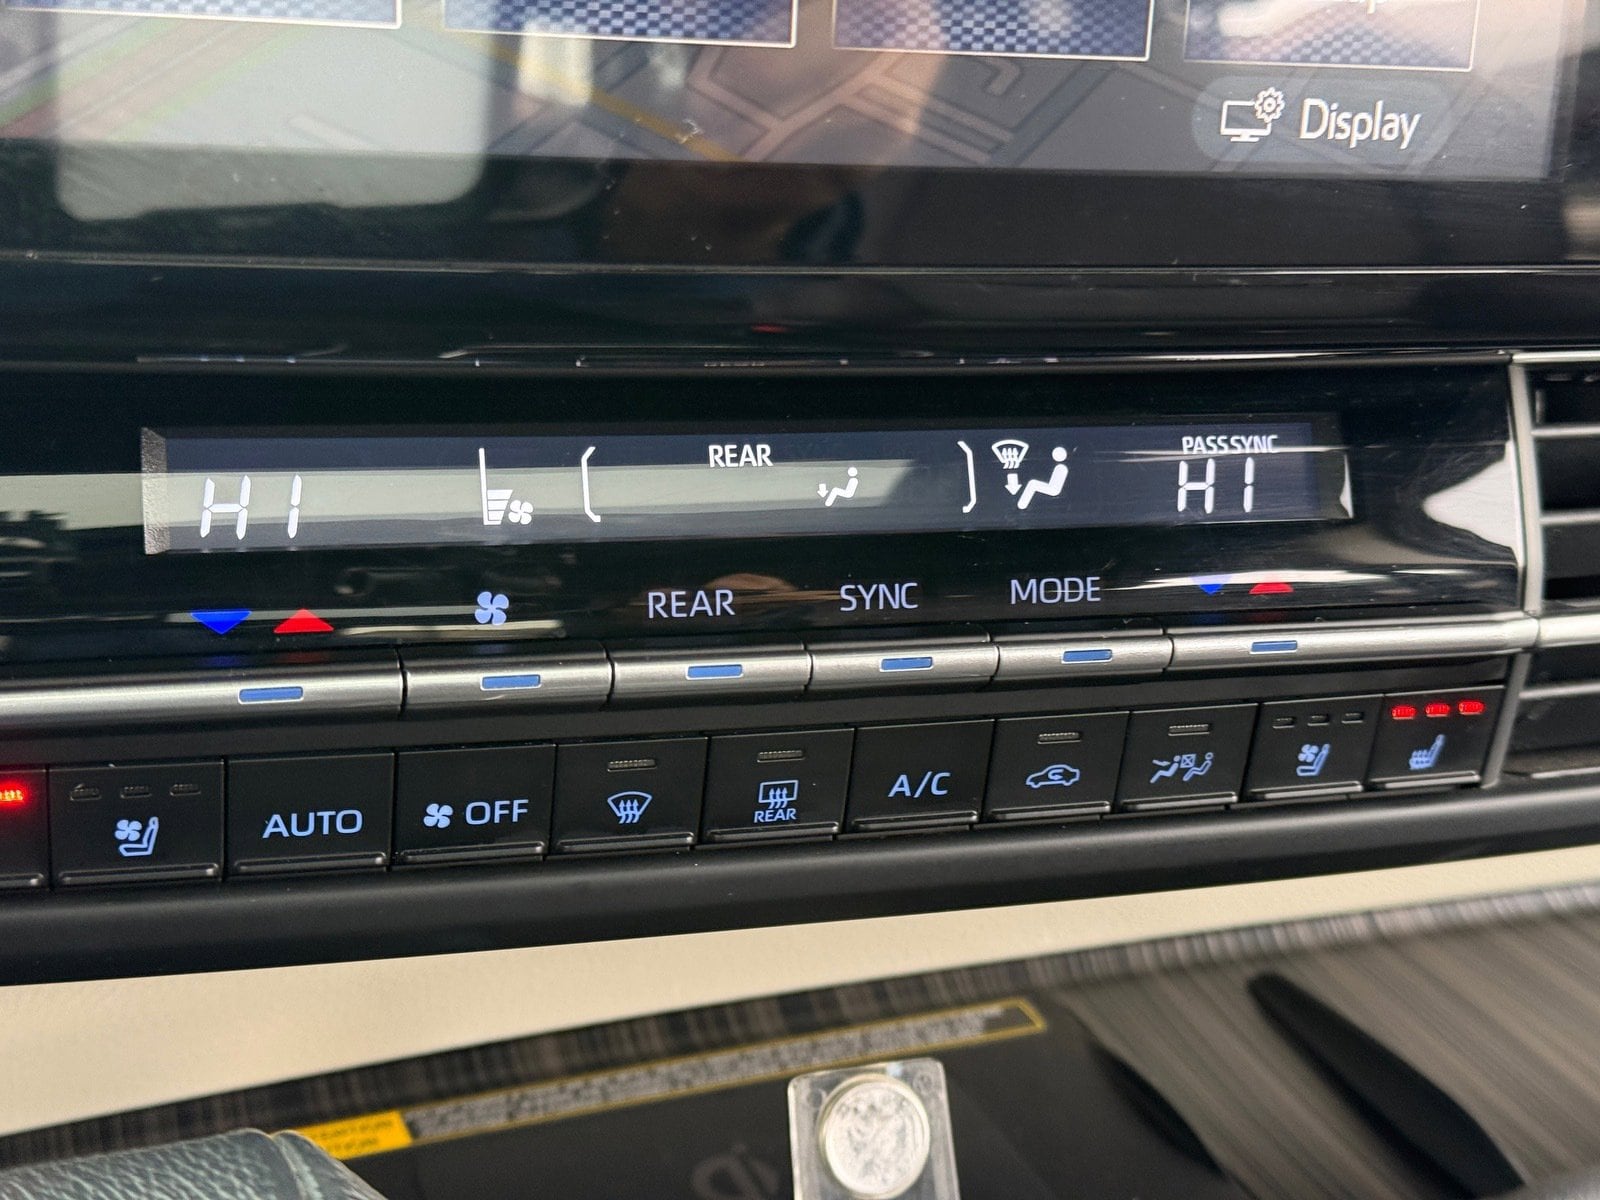 Display
REAR
PASS SYNC
HI
HI
REAR
SYNC
MODE
AUTO
OFF
REAR
A/C